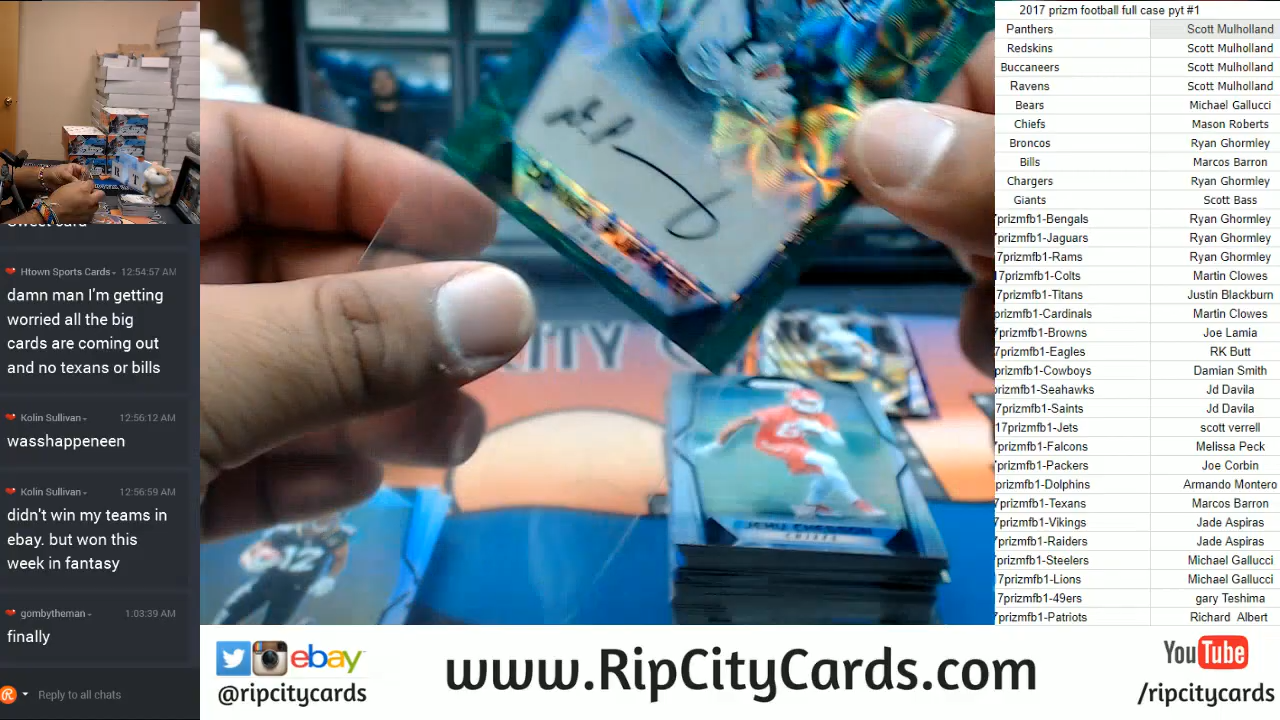 Htown Sports Cards 12:54:57 AM
damn man I'm getting
worried all the big
cards are coming out
and no texans or bills
Kolin Sullivan 12:56:12 AM
wasshappeneen
Kolin Sullivan 12:56:59 AM
didn't win my teams in
ebay. but won this
week in fantasy
gombytheman 1:03:39 AM
finally
Reply to all chats
CITY
CHIEFS
12
2017 prizm football full case pyt #1
Panthers Scott Mulholland
Redskins Scott Mulholland
Buccaneers Scott Mulholland
Ravens Scott Mulholland
Bears Michael Gallucci
Chiefs Mason Roberts
Broncos Ryan Ghormley
Bills Marcos Barron
Chargers Ryan Ghormley
Giants Scott Bass
7prizmfb1-Bengals Ryan Ghormley
7prizmfb1-Jaguars Ryan Ghormley
7prizmfb1-Rams Ryan Ghormley
17prizmfb1-Colts Martin Clowes
7prizmfb1-Titans Justin Blackburn
prizmfb1-Cardinals Martin Clowes
7prizmfb1-Browns Joe Lamia
7prizmfb1-Eagles RK Butt
prizmfb1-Cowboys Damian Smith
rizmfb1-Seahawks Jd Davila
7prizmfb1-Saints Jd Davila
17prizmfb1-Jets scott verrell
7prizmfb1-Falcons Melissa Peck
prizmfb1-Packers Joe Corbin
prizmfb1-Dolphins Armando Montero
7prizmfb1-Texans Marcos Barron
7prizmfb1-Vikings Jade Aspiras
7prizmfb1-Raiders Jade Aspiras
prizmfb1-Steelers Michael Gallucci
17prizmfb1-Lions Michael Gallucci
7prizmfb1-49ers gary Teshima
7prizmfb1-Patriots Richard Albert
ebay
@ripcitycards
www.RipCityCards.com
YouTube
/ripcitycards